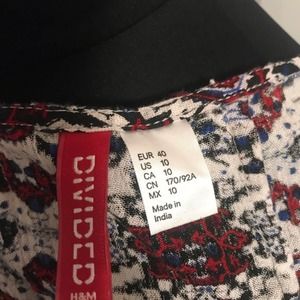 DIVIDED
H&M
EUR 40
US 10
CA 10
CN 170/92A
MX 10
Made in
India